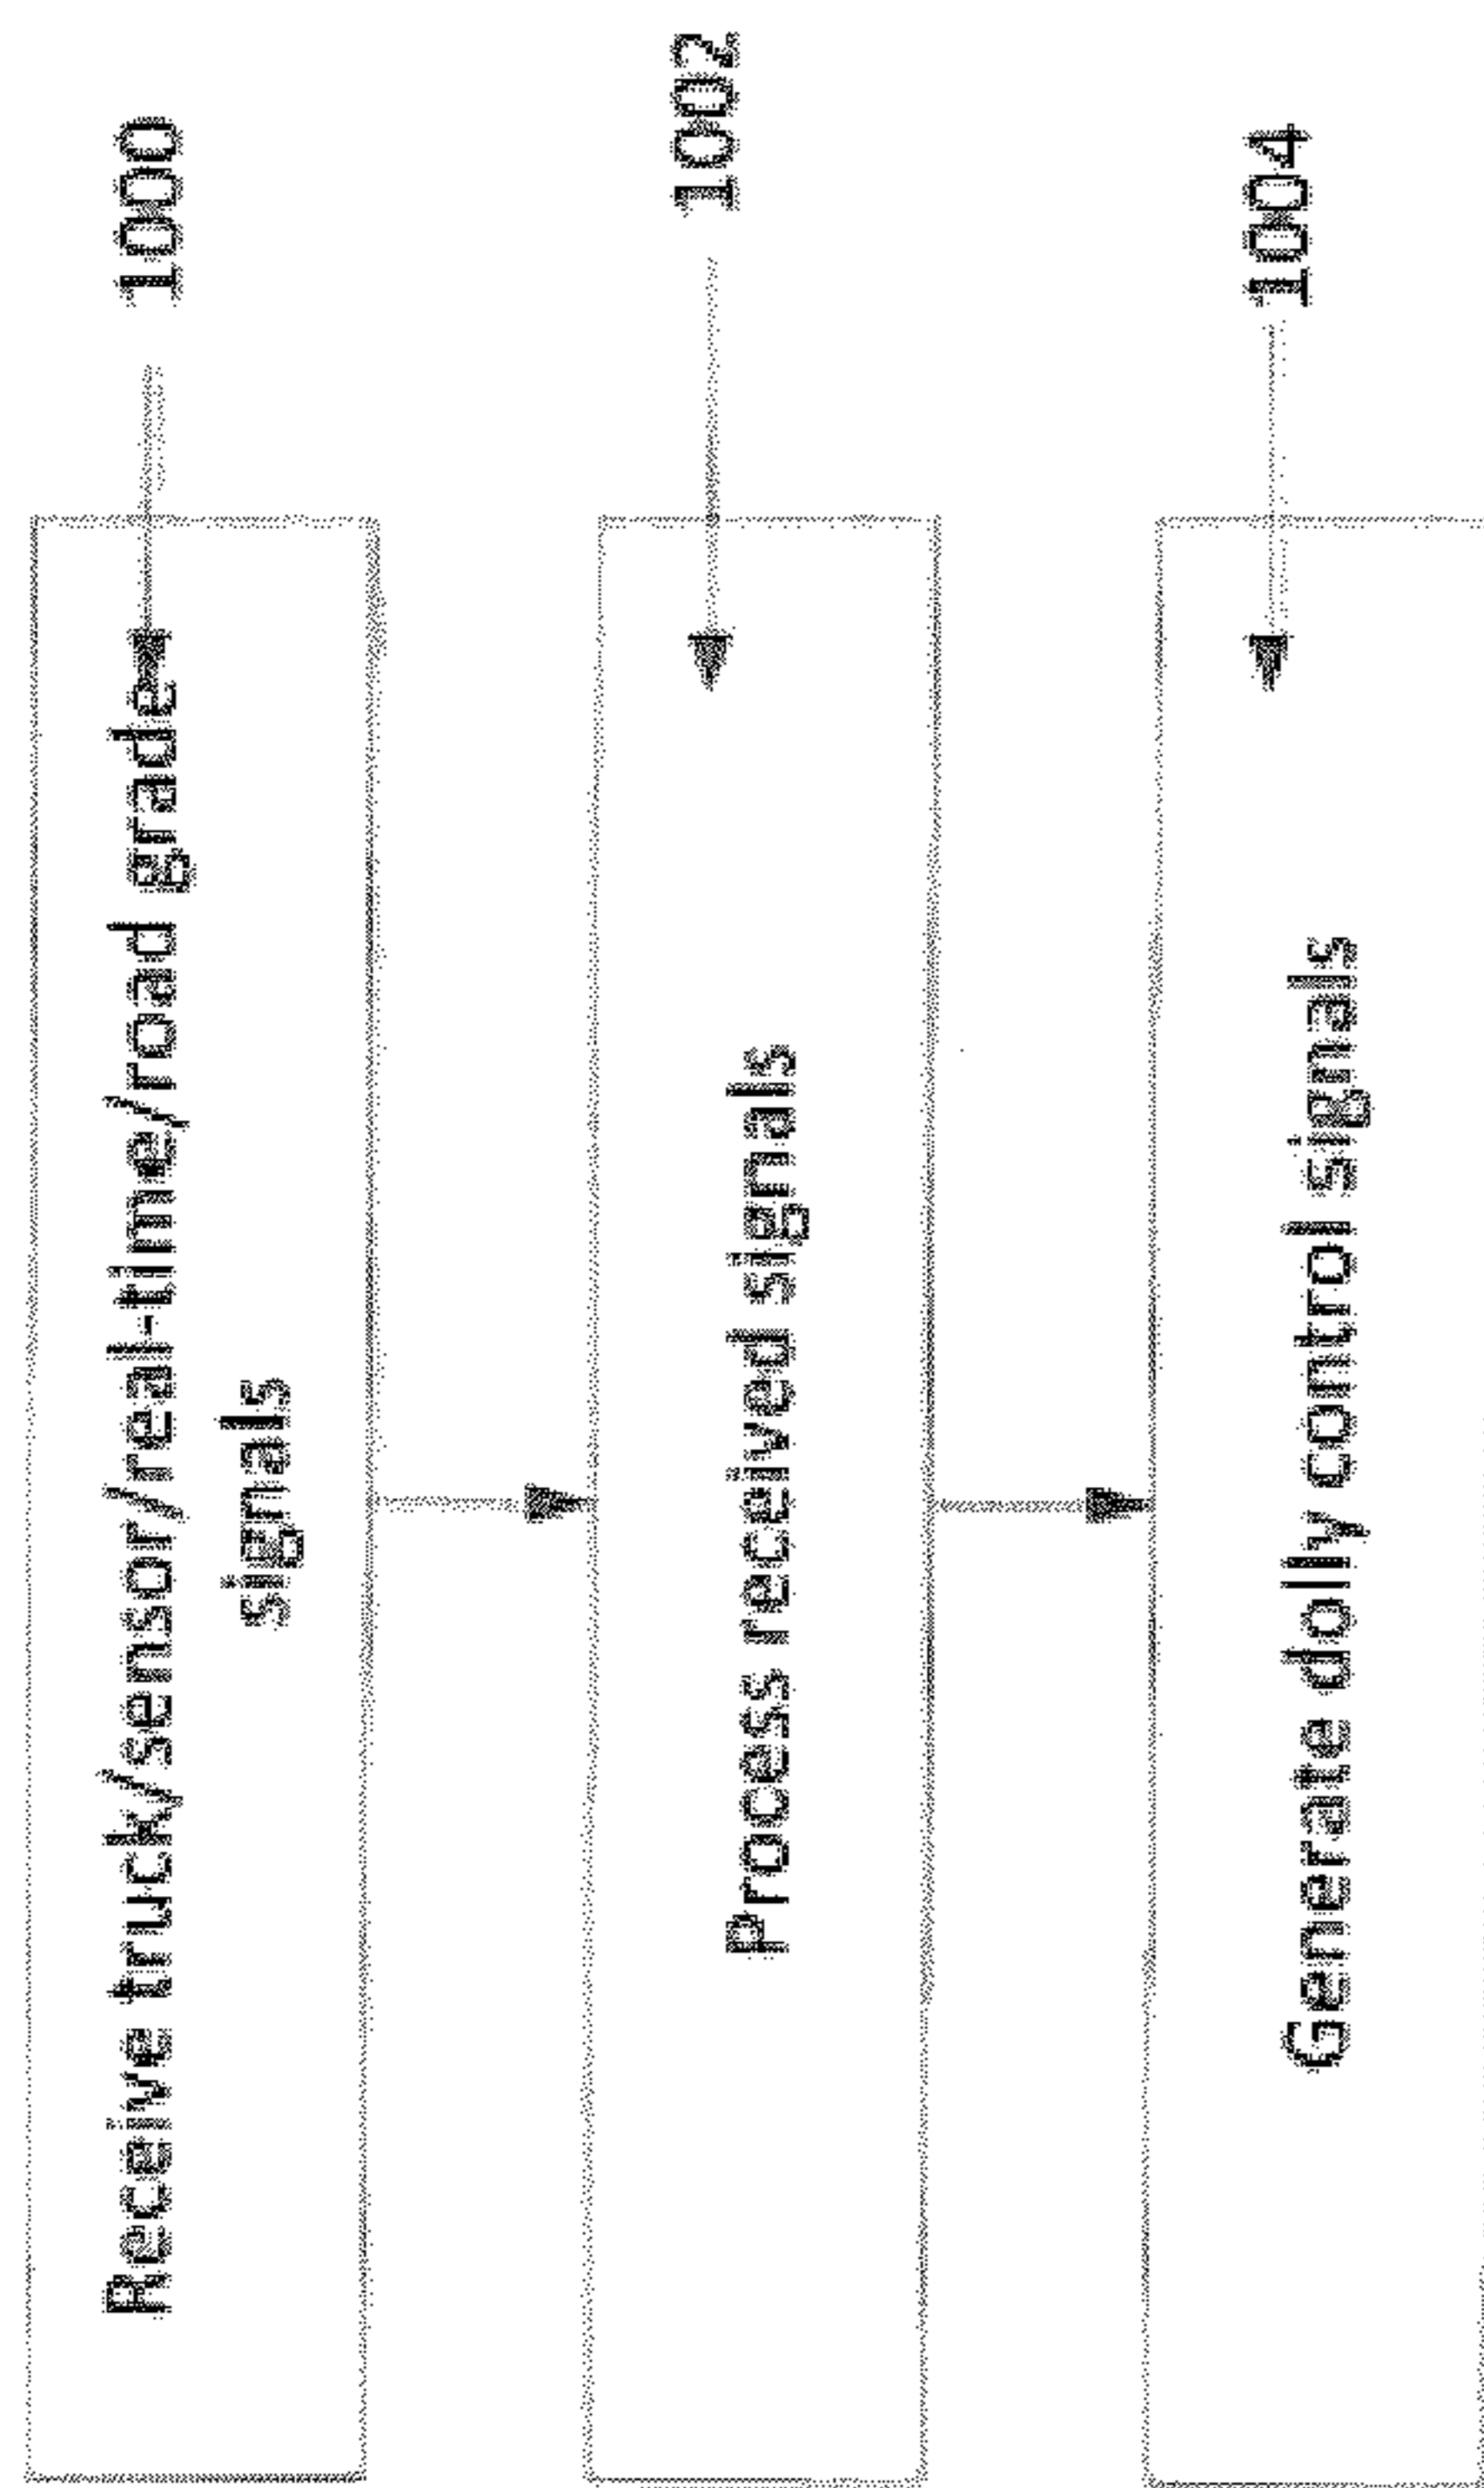 Receive truck/sensor/real-time/road grade
signals
1000
Process received signals
1002
Generate dolly control signals
1004